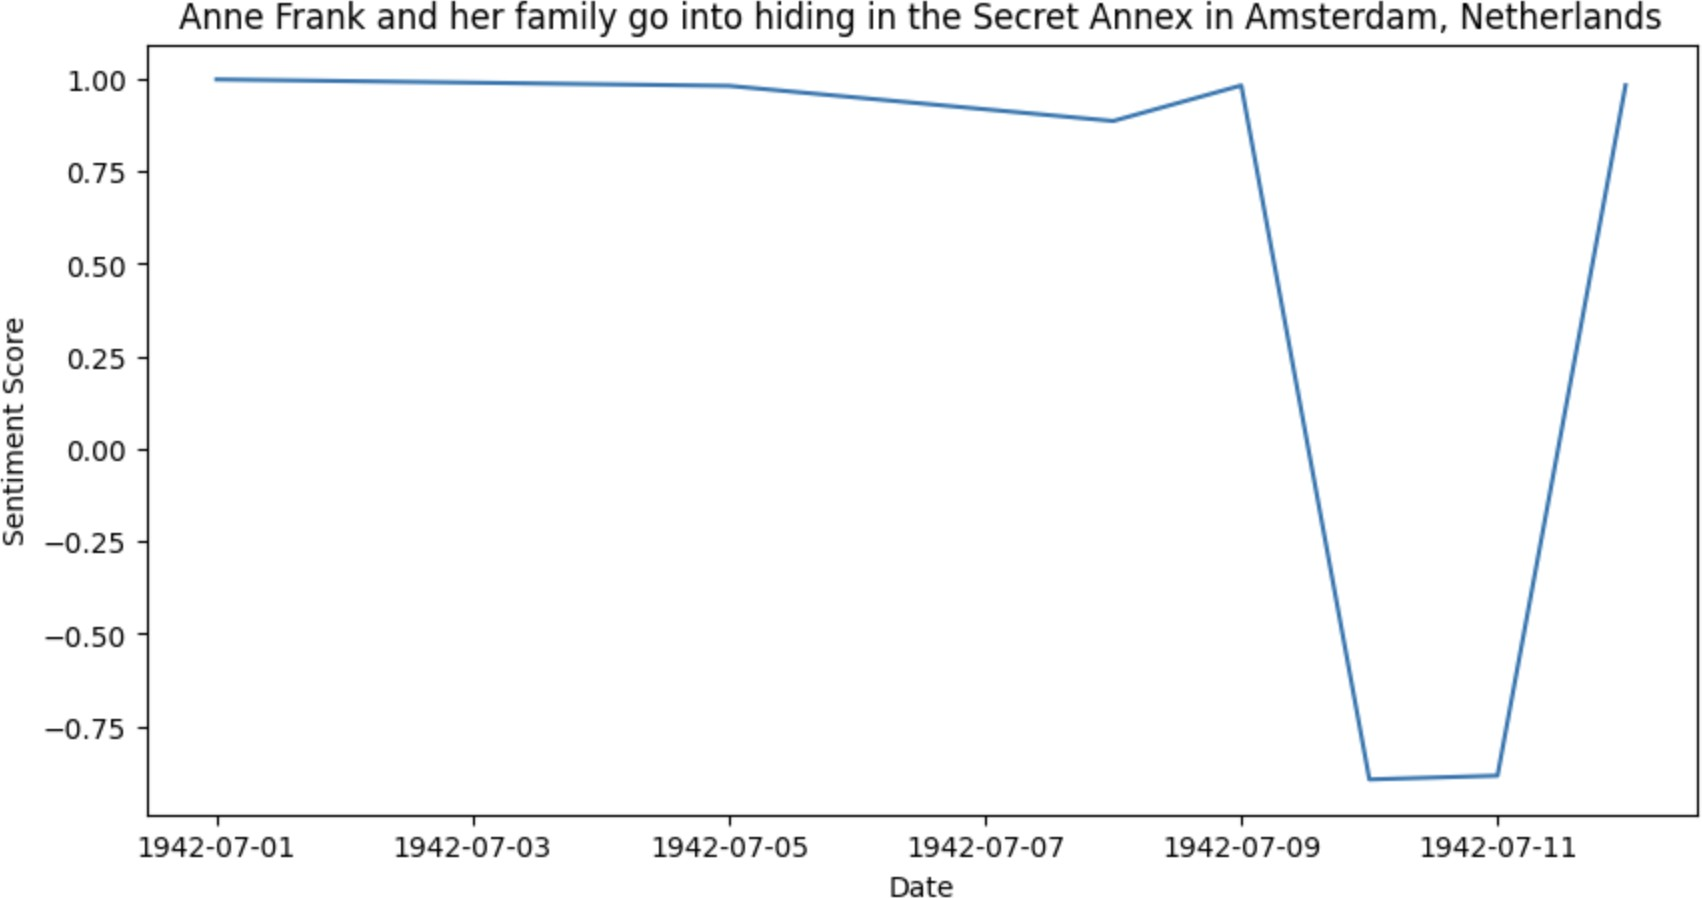 Anne Frank and her family go into hiding in the Secret Annex in Amsterdam, Netherlands
1.00
0.75
0.50
0.25
0.00
−0.25
−0.50
−0.75
Sentiment Score
1942-07-01 1942-07-03 1942-07-05 1942-07-07 1942-07-09 1942-07-11
Date